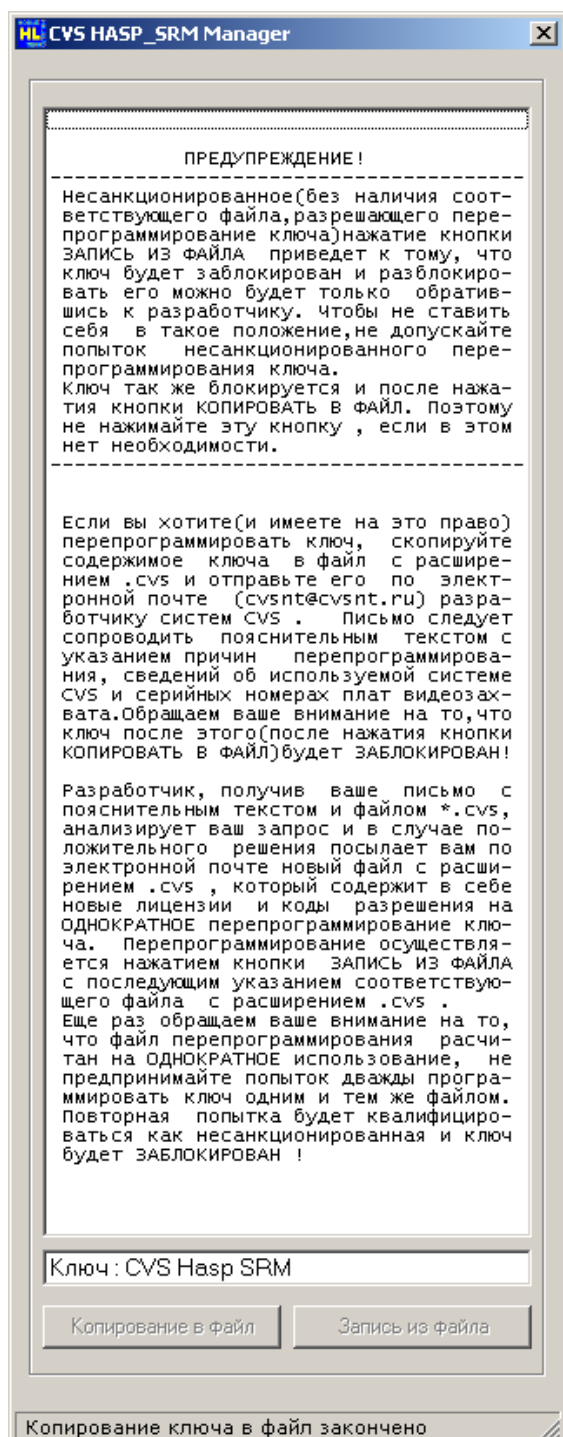 CVS HASP_SRM Manager
ПРЕДУПРЕЖДЕНИЕ!
----------------------------------------
Несанкционированное(без наличия соот-
ветствующего файла,разрешающего пере-
программирование ключа)нажатие кнопки
ЗАПИСЬ ИЗ ФАЙЛА приведет к тому, что
ключ будет заблокирован и разблокиро-
вать его можно будет только обратив-
шись к разработчику. Чтобы не ставить
себя в такое положение,не допускайте
попыток несанкционированного пере-
программирования ключа.
Ключ так же блокируется и после нажа-
тия кнопки КОПИРОВАТЬ В ФАЙЛ. Поэтому
не нажимайте эту кнопку , если в этом
нет необходимости.
----------------------------------------
Если вы хотите(и имеете на это право)
перепрограммировать ключ, скопируйте
содержимое ключа в файл с расшире-
нием .cvs и отправьте его по элект-
ронной почте (cvsnt@cvsnt.ru) разра-
ботчику систем CVS . Письмо следует
сопроводить пояснительным текстом с
указанием причин перепрограммирова-
ния, сведений об используемой системе
CVS и серийных номерах плат видеозах-
вата.Обращаем ваше внимание на то,что
ключ после этого(после нажатия кнопки
КОПИРОВАТЬ В ФАЙЛ)будет ЗАБЛОКИРОВАН!
Разработчик, получив ваше письмо с
пояснительным текстом и файлом *.cvs,
анализирует ваш запрос и в случае по-
ложительного решения посылает вам по
электронной почте новый файл с расши-
рением .cvs , который содержит в себе
новые лицензии и коды разрешения на
ОДНОКРАТНОЕ перепрограммирование клю-
ча. Перепрограммирование осуществля-
ется нажатием кнопки ЗАПИСЬ ИЗ ФАЙЛА
с последующим указанием соответствую-
щего файла с расширением .cvs .
Еще раз обращаем ваше внимание на то,
что файл перепрограммирования расчи-
тан на ОДНОКРАТНОЕ использование, не
предпринимайте попыток дважды програ-
ммировать ключ одним и тем же файлом.
Повторная попытка будет квалифициро-
ваться как несанкционированная и ключ
будет ЗАБЛОКИРОВАН !
Ключ : CVS Hasp SRM
Копирование в файл Запись из файла
Копирование ключа в файл закончено